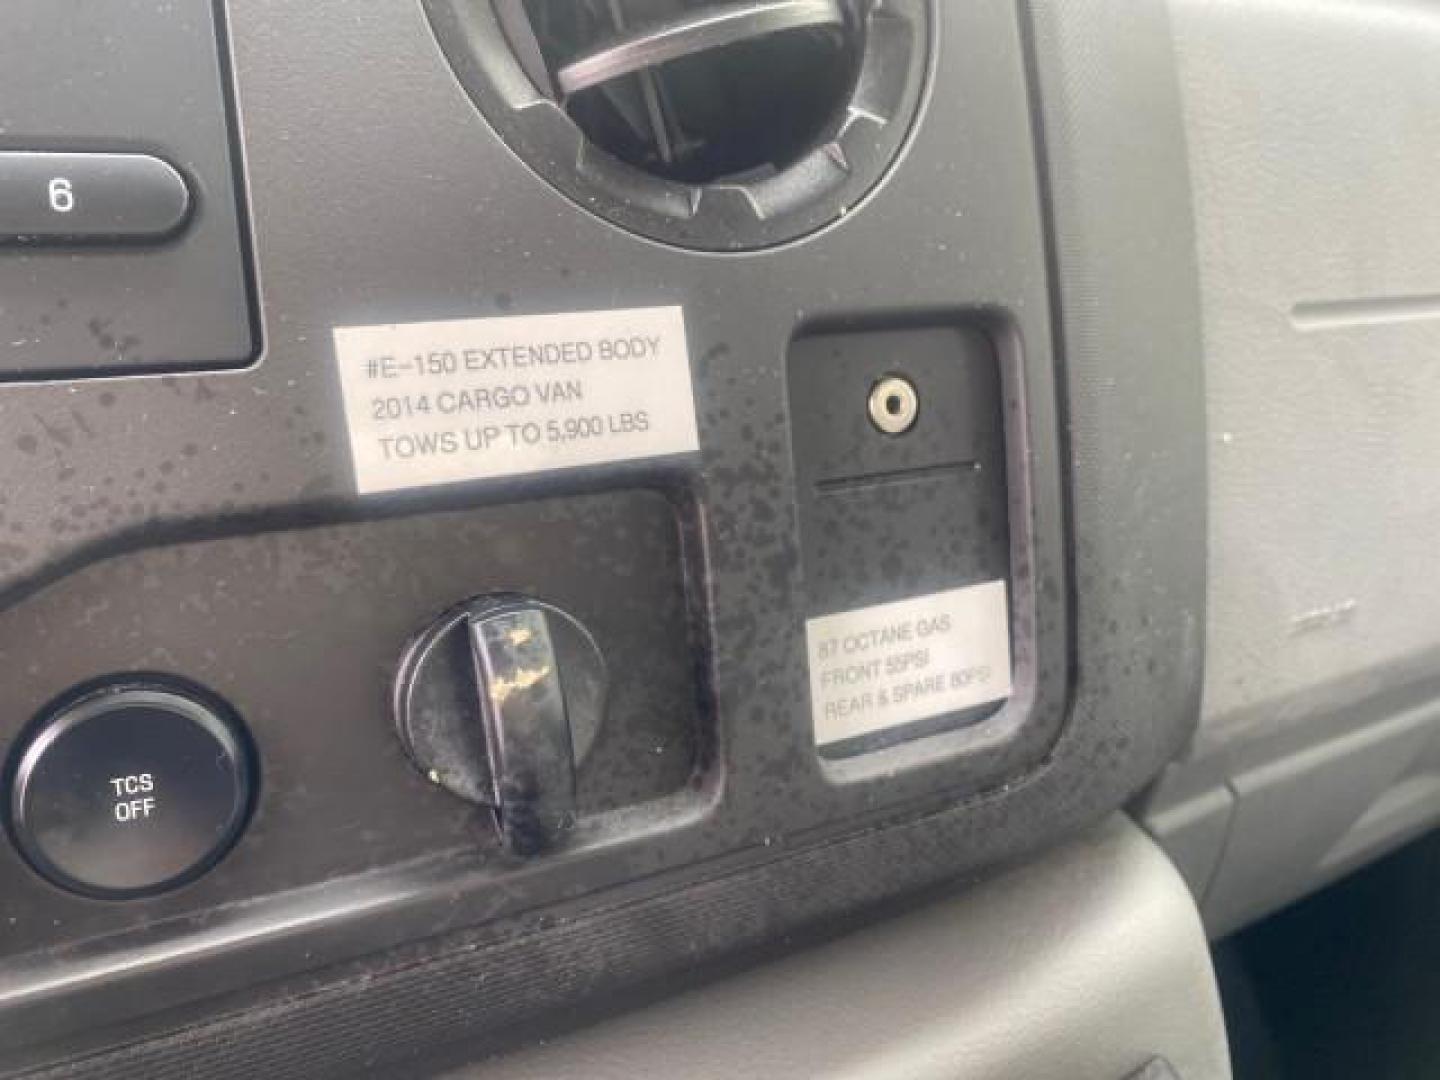 6
#E-150 EXTENDED BODY
2014 CARGO VAN
TOWS UP TO 5,900 LBS
87 OCTANE GAS
FRONT 55PSI
REAR & SPARE 80PSI
TCS
OFF